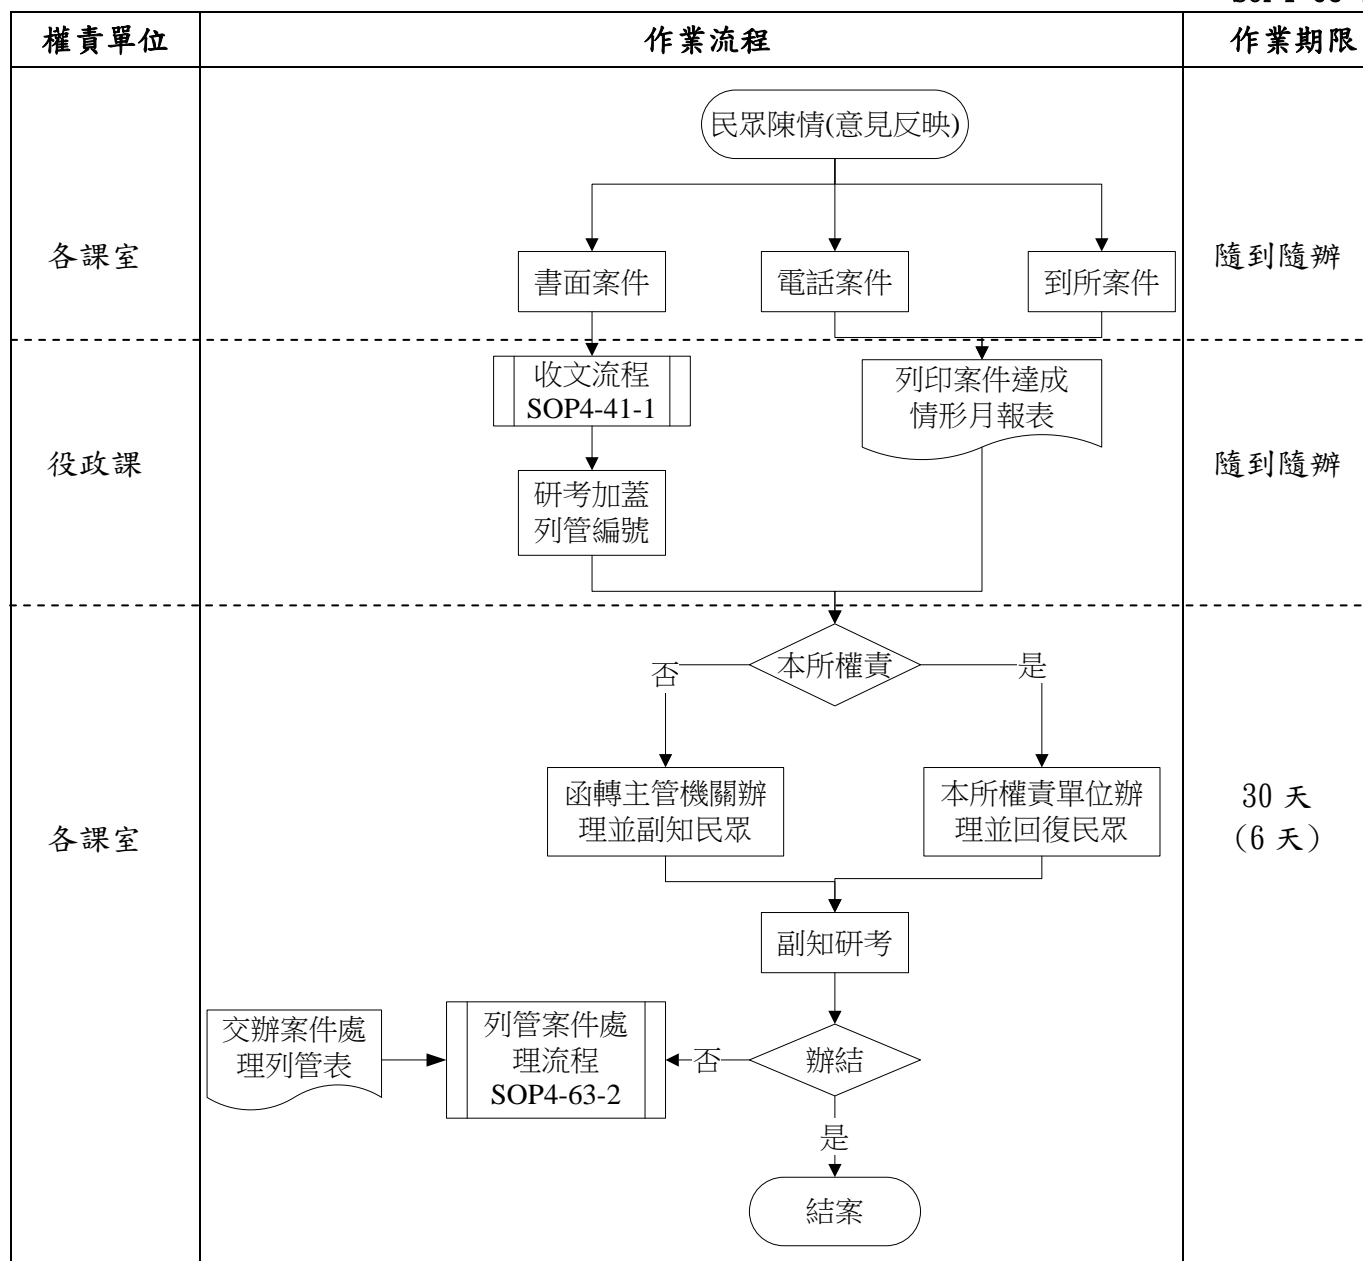 權責單位
作業流程
作業期限
民眾陳情(意見反映)
各課室
書面案件
電話案件
到所案件
隨到隨辦
役政課
收文流程
SOP4-41-1
列印案件達成
情形月報表
研考加蓋
列管編號
隨到隨辦
本所權責
否
是
各課室
函轉主管機關辦
理並副知民眾
本所權責單位辦
理並回復民眾
30 天
(6 天)
副知研考
交辦案件處
理列管表
列管案件處
理流程
SOP4-63-2
否
辦結
是
結案